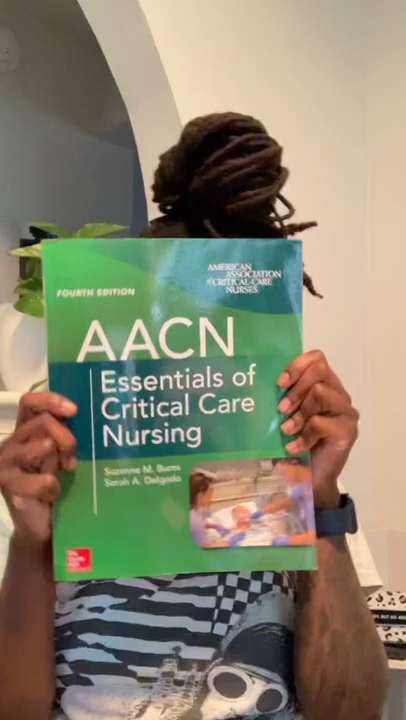 AMERICAN
ASSOCIATION
of CRITICAL-CARE
NURSES
FOURTH EDITION
AACN
Essentials of
Critical Care
Nursing
Suzanne M. Burns
Sarah A. Delgado